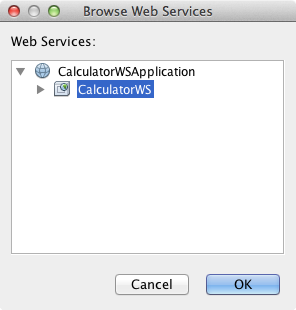 Browse Web Services
Web Services:
CalculatorWSApplication
CalculatorWS
Cancel
OK